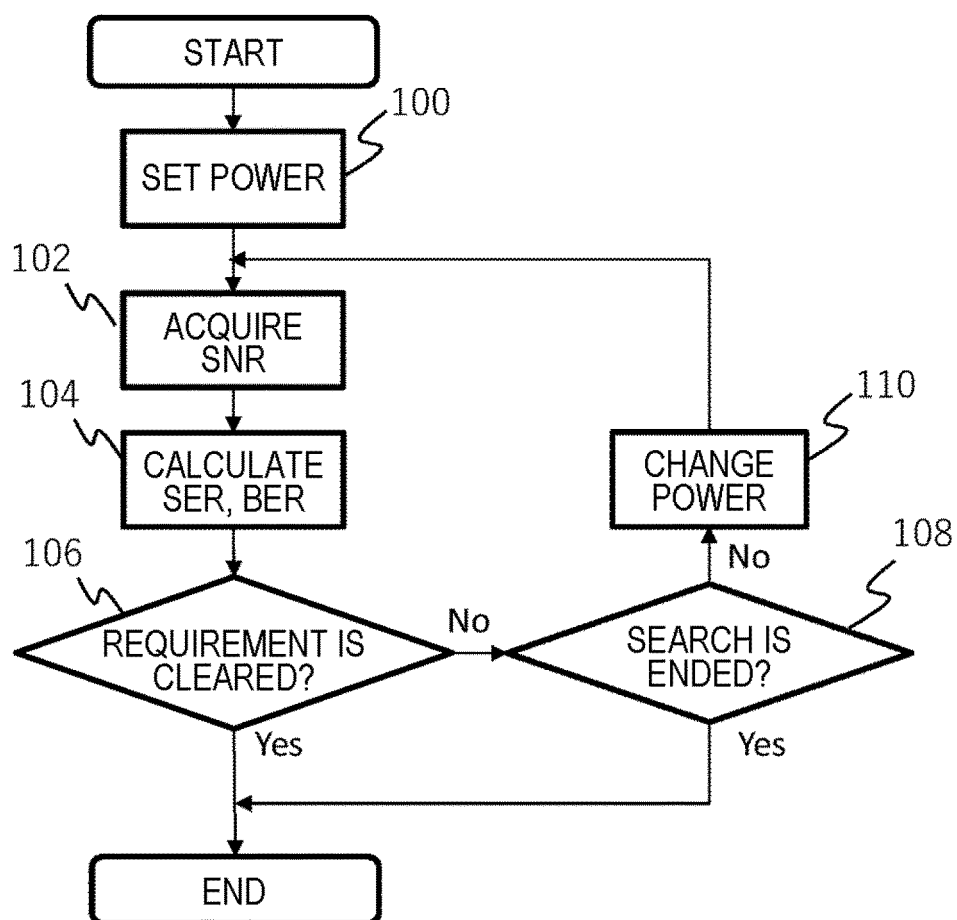 START
100
SET POWER
102
ACQUIRE
SNR
104
CALCULATE
SER, BER
110
CHANGE
POWER
106
REQUIREMENT IS
CLEARED?
No
108
SEARCH IS
ENDED?
No
Yes
Yes
END